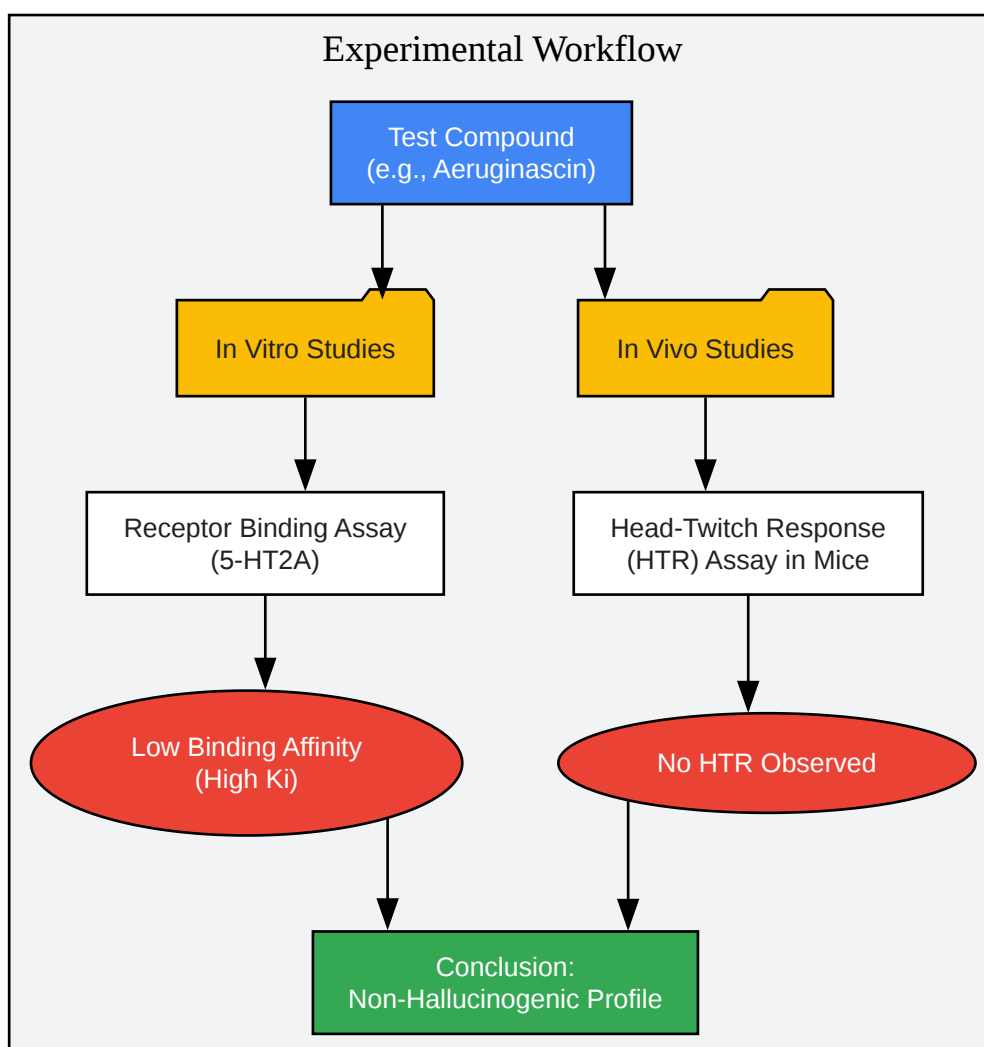 Experimental Workflow
Test Compound
(e.g., Aeruginascin)
In Vitro Studies
In Vivo Studies
Receptor Binding Assay
(5-HT2A)
Head-Twitch Response
(HTR) Assay in Mice
Low Binding Affinity
(High Ki)
No HTR Observed
Conclusion:
Non-Hallucinogenic Profile